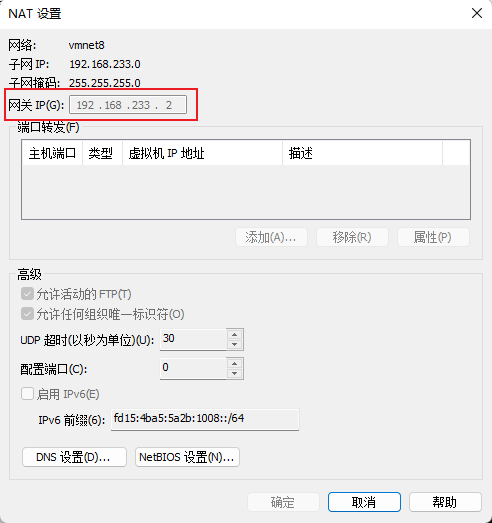 NAT 设置
网络: vmnet8
子网 IP: 192.168.233.0
子网掩码: 255.255.255.0
网关 IP(G): 192 . 168 . 233 . 2
端口转发(F)
主机端口 类型 虚拟机 IP 地址 描述
添加(A)... 移除(R) 属性(P)
高级
允许活动的 FTP(T)
允许任何组织唯一标识符(O)
UDP 超时(以秒为单位)(U): 30
配置端口(C): 0
启用 IPv6(E)
IPv6 前缀(6): fd15:4ba5:5a2b:1008::/64
DNS 设置(D)... NetBIOS 设置(N)...
确定 取消 帮助